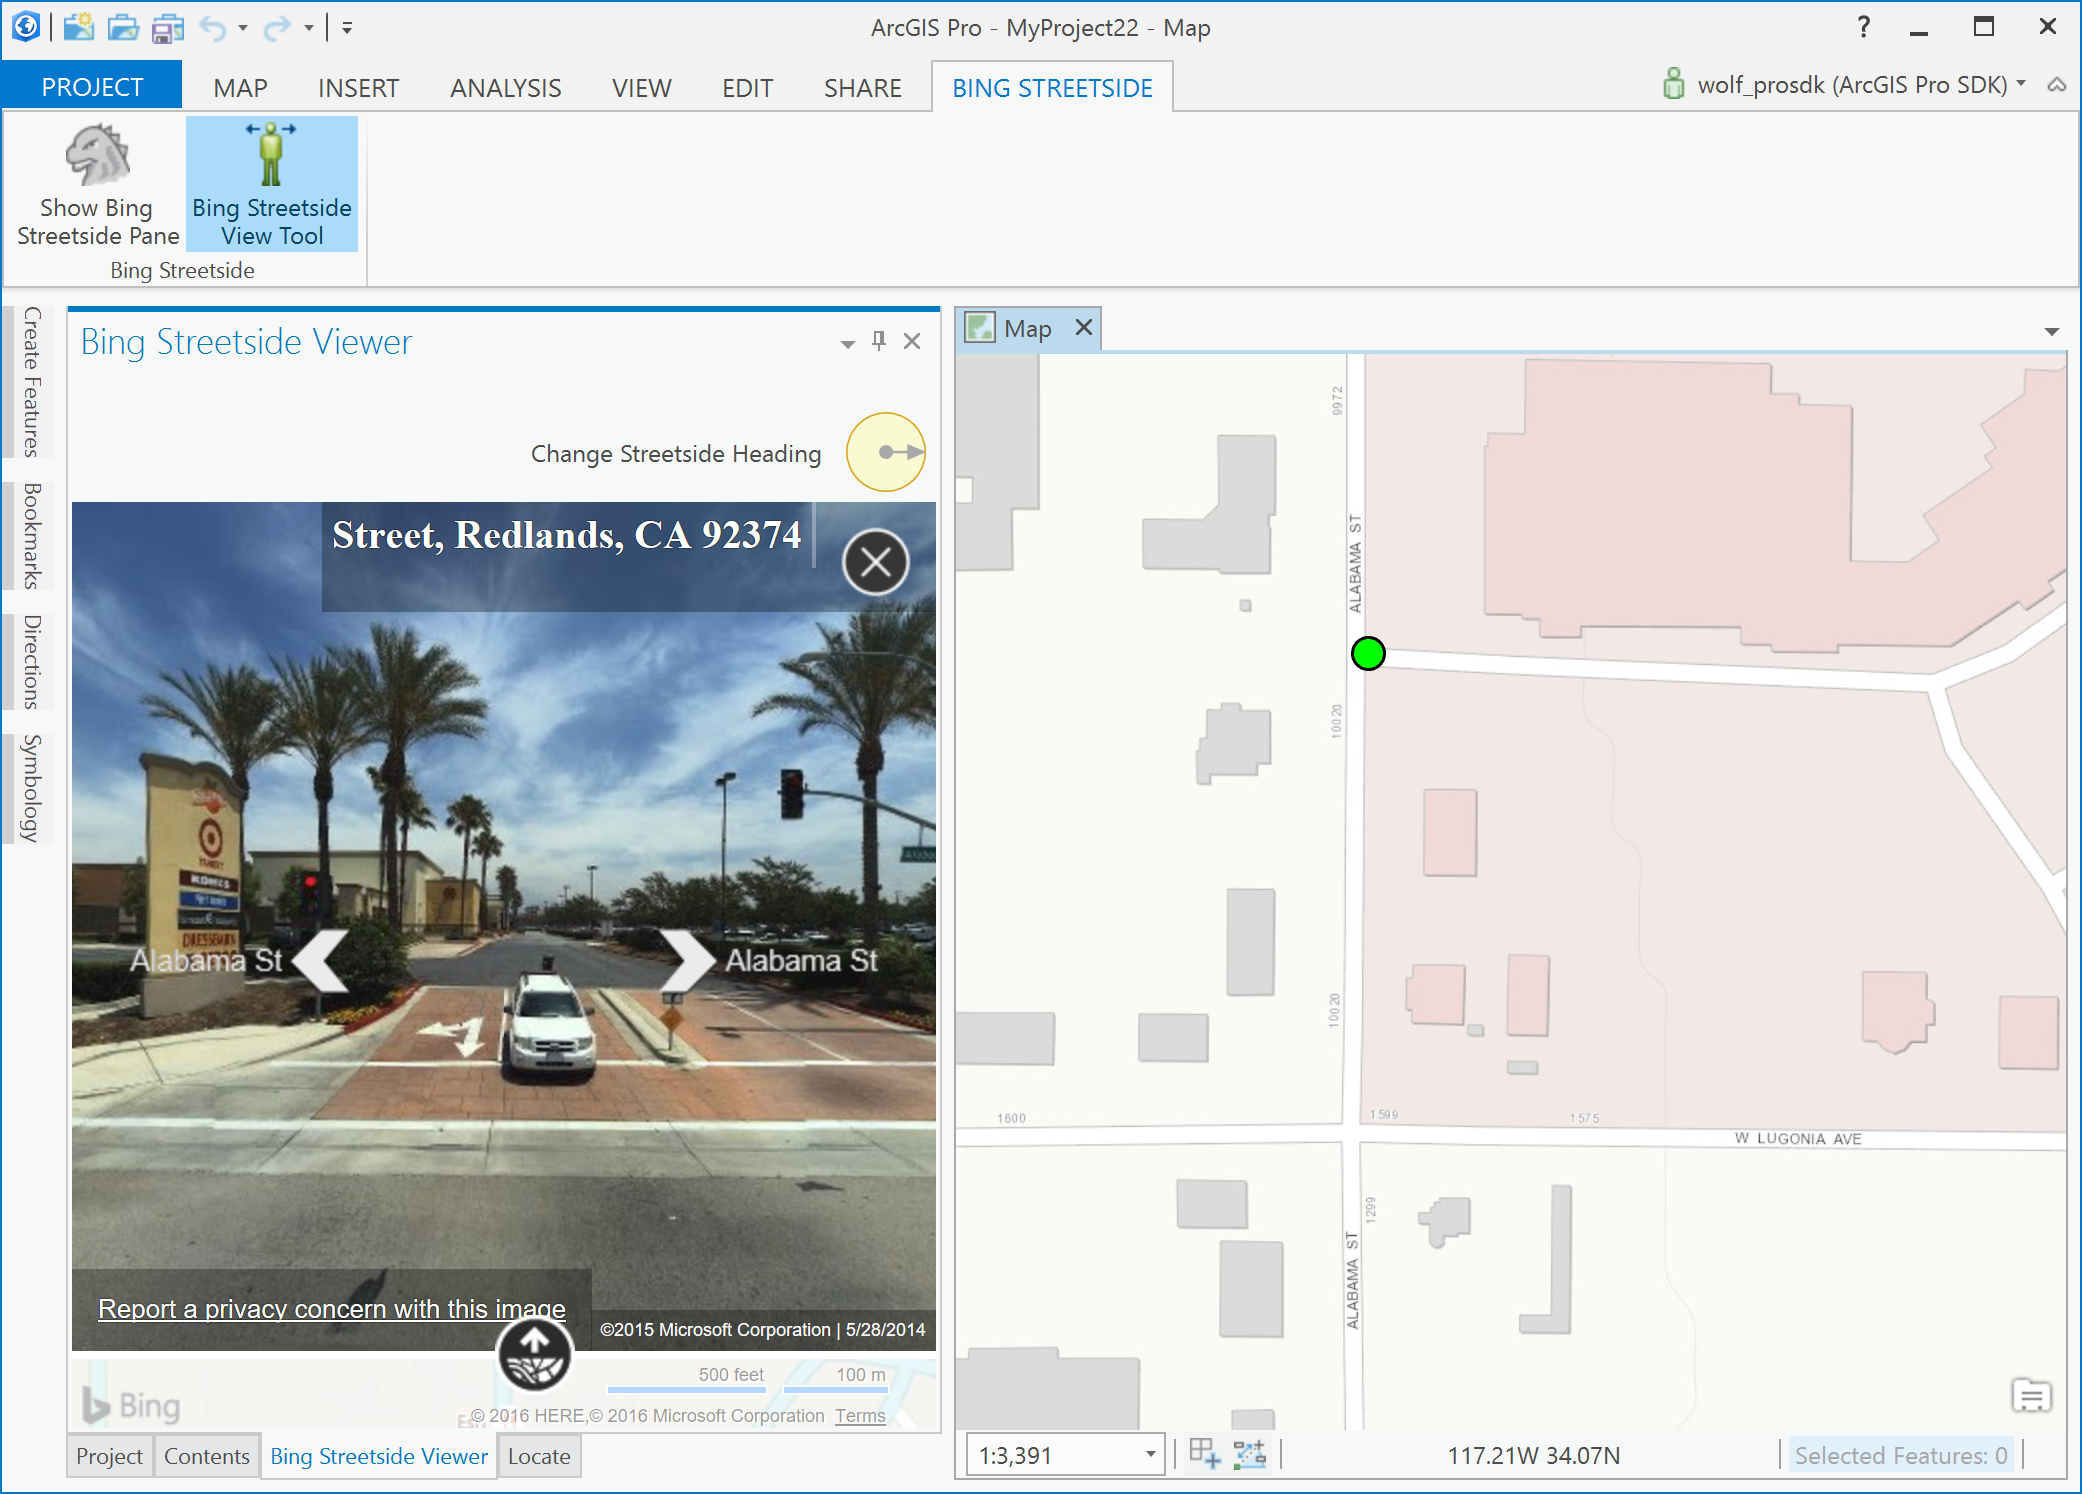 ArcGIS Pro - MyProject22 - Map
?
PROJECT
MAP
INSERT
ANALYSIS
VIEW
EDIT
SHARE
BING STREETSIDE
wolf_prosdk (ArcGIS Pro SDK)
Show Bing
Streetside Pane
Bing Streetside
View Tool
Bing Streetside
Create Features
Bookmarks
Directions
Symbology
Bing Streetside Viewer
Change Streetside Heading
Street, Redlands, CA 92374
TARGET
KOHL'S
Alabama St
Alabama St
Report a privacy concern with this image
©2015 Microsoft Corporation | 5/28/2014
500 feet
100 m
Bing
© 2016 HERE,© 2016 Microsoft Corporation Terms
Project
Contents
Bing Streetside Viewer
Locate
Map
9972
ALABAMA ST
10020
10020
1600
1599
1575
W LUGONIA AVE
1299
ALABAMA ST
1:3,391
117.21W 34.07N
Selected Features: 0